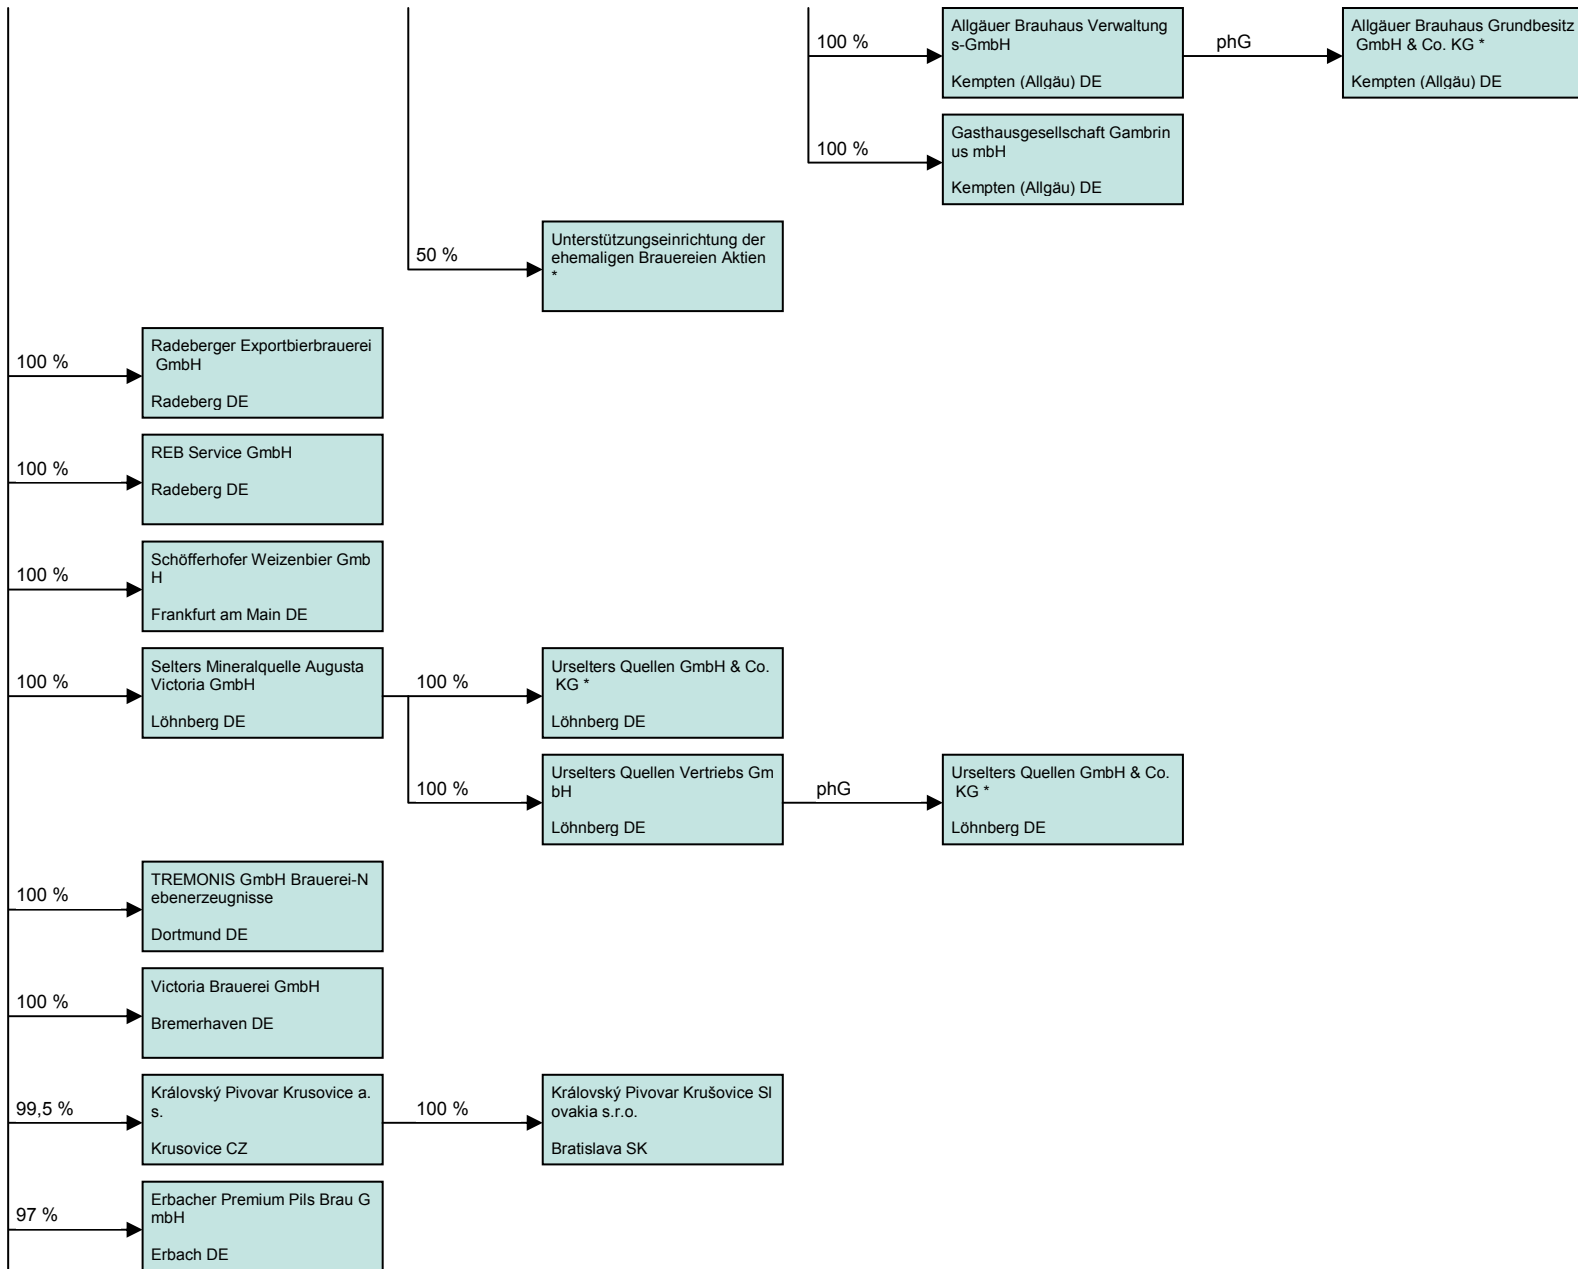 100 %
Allgäuer Brauhaus Verwaltung
s-GmbH
Kempten (Allgäu) DE
phG
Allgäuer Brauhaus Grundbesitz
GmbH & Co. KG *
Kempten (Allgäu) DE
100 %
Gasthausgesellschaft Gambrin
us mbH
Kempten (Allgäu) DE
50 %
Unterstützungseinrichtung der
ehemaligen Brauereien Aktien
*
100 %
Radeberger Exportbierbrauerei
GmbH
Radeberg DE
100 %
REB Service GmbH
Radeberg DE
100 %
Schöfferhofer Weizenbier Gmb
H
Frankfurt am Main DE
100 %
Selters Mineralquelle Augusta
Victoria GmbH
Löhnberg DE
100 %
Urselters Quellen GmbH & Co.
KG *
Löhnberg DE
100 %
Urselters Quellen Vertriebs Gm
bH
Löhnberg DE
phG
Urselters Quellen GmbH & Co.
KG *
Löhnberg DE
100 %
TREMONIS GmbH Brauerei-N
ebenerzeugnisse
Dortmund DE
100 %
Victoria Brauerei GmbH
Bremerhaven DE
99,5 %
Královský Pivovar Krusovice a.
s.
Krusovice CZ
100 %
Královský Pivovar Krušovice Sl
ovakia s.r.o.
Bratislava SK
97 %
Erbacher Premium Pils Brau G
mbH
Erbach DE